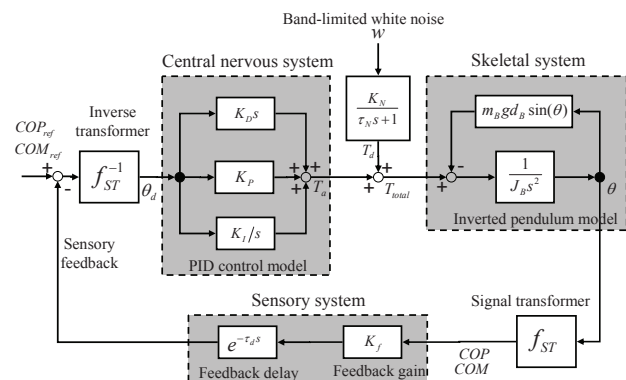 Band-limited white noise
w
Central nervous system
Skeletal system
Inverse
transformer
COP_ref
COM_ref
+
-
f_ST^{-1}
θ_d
K_D s
K_P
K_I/s
+
+
+
T_a
PID control model
K_N
τ_N s+1
T_d
+
+
T_total
m_B g d_B sin(θ)
-
+
1
J_B s^2
θ
Inverted pendulum model
Sensory
feedback
Sensory system
Signal transformer
e^{-τ_d s}
K_f
COP
COM
f_ST
Feedback delay
Feedback gain